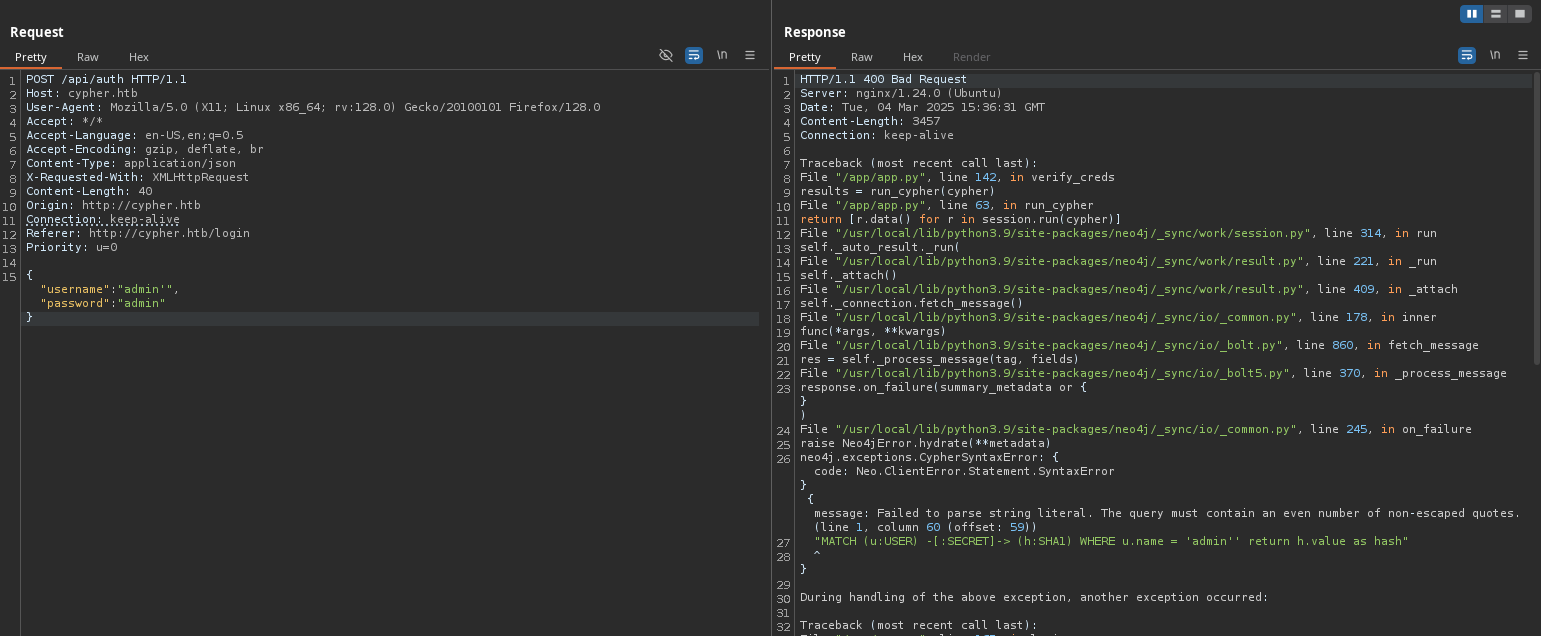 Request
Pretty Raw Hex
\n
1 POST /api/auth HTTP/1.1
2 Host: cypher.htb
3 User-Agent: Mozilla/5.0 (X11; Linux x86_64; rv:128.0) Gecko/20100101 Firefox/128.0
4 Accept: */*
5 Accept-Language: en-US,en;q=0.5
6 Accept-Encoding: gzip, deflate, br
7 Content-Type: application/json
8 X-Requested-With: XMLHttpRequest
9 Content-Length: 40
10 Origin: http://cypher.htb
11 Connection: keep-alive
12 Referer: http://cypher.htb/login
13 Priority: u=0
14
15 {
"username":"admin'",
"password":"admin"
}
Response
Pretty Raw Hex Render
\n
1 HTTP/1.1 400 Bad Request
2 Server: nginx/1.24.0 (Ubuntu)
3 Date: Tue, 04 Mar 2025 15:36:31 GMT
4 Content-Length: 3457
5 Connection: keep-alive
6
7 Traceback (most recent call last):
8 File "/app/app.py", line 142, in verify_creds
9 results = run_cypher(cypher)
10 File "/app/app.py", line 63, in run_cypher
11 return [r.data() for r in session.run(cypher)]
12 File "/usr/local/lib/python3.9/site-packages/neo4j/_sync/work/session.py", line 314, in run
13 self._auto_result._run(
14 File "/usr/local/lib/python3.9/site-packages/neo4j/_sync/work/result.py", line 221, in _run
15 self._attach()
16 File "/usr/local/lib/python3.9/site-packages/neo4j/_sync/work/result.py", line 409, in _attach
17 self._connection.fetch_message()
18 File "/usr/local/lib/python3.9/site-packages/neo4j/_sync/io/_common.py", line 178, in inner
19 func(*args, **kwargs)
20 File "/usr/local/lib/python3.9/site-packages/neo4j/_sync/io/_bolt.py", line 860, in fetch_message
21 res = self._process_message(tag, fields)
22 File "/usr/local/lib/python3.9/site-packages/neo4j/_sync/io/_bolt5.py", line 370, in _process_message
23 response.on_failure(summary_metadata or {
}
)
24 File "/usr/local/lib/python3.9/site-packages/neo4j/_sync/io/_common.py", line 245, in on_failure
25 raise Neo4jError.hydrate(**metadata)
26 neo4j.exceptions.CypherSyntaxError: {
code: Neo.ClientError.Statement.SyntaxError
}
{
message: Failed to parse string literal. The query must contain an even number of non-escaped quotes.
(line 1, column 60 (offset: 59))
27 "MATCH (u:USER) -[:SECRET]-> (h:SHA1) WHERE u.name = 'admin'' return h.value as hash"
28 ^
}
29
30 During handling of the above exception, another exception occurred:
31
32 Traceback (most recent call last):